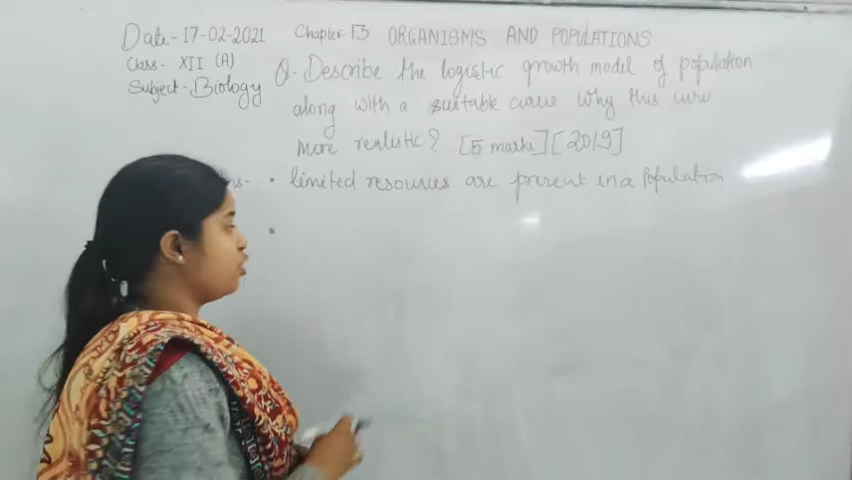 Date - 17-02-2021
Chapter 13 ORGANISMS AND POPULATIONS
Class - XII (A)
Subject - Biology
Q. Describe the logistic growth model of population
along with a suitable curve why this curve
more realistic? [5 marks] [2019]
ns- • limited resources are present in a population
•